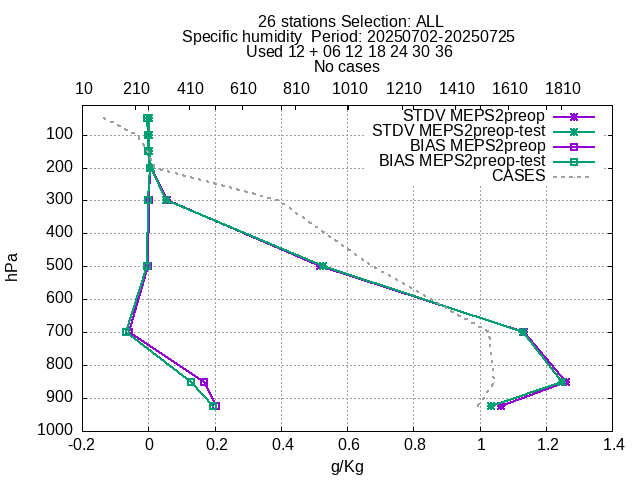 26 stations Selection: ALL
Specific humidity  Period: 20250702-20250725
Used 12 + 06 12 18 24 30 36
No cases
10 210 410 610 810 1010 1210 1410 1610 1810
STDV MEPS2preop
STDV MEPS2preop-test
BIAS MEPS2preop
BIAS MEPS2preop-test
CASES
100
200
300
400
500
600
700
800
900
1000
hPa
-0.2 0 0.2 0.4 0.6 0.8 1 1.2 1.4
g/Kg